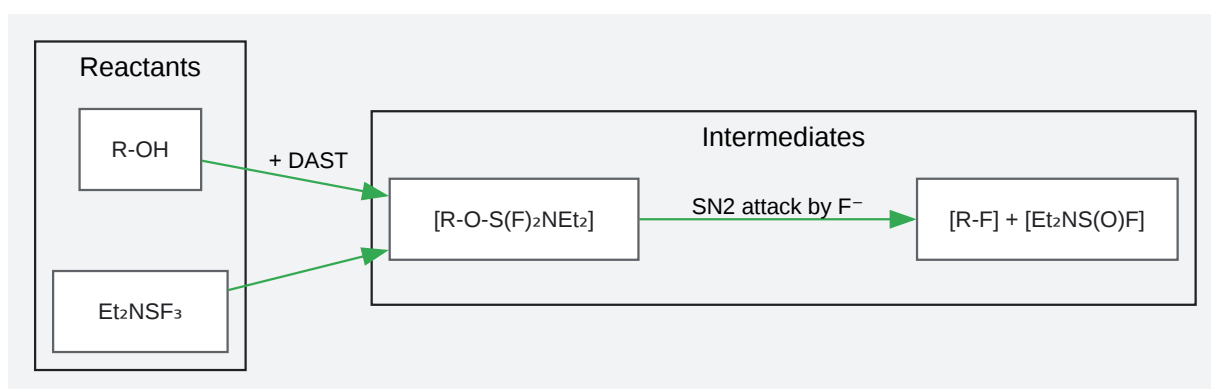 Reactants
R-OH
+ DAST
Et₂NSF₃
Intermediates
[R-O-S(F)₂NEt₂]
SN2 attack by F⁻
[R-F] + [Et₂NS(O)F]